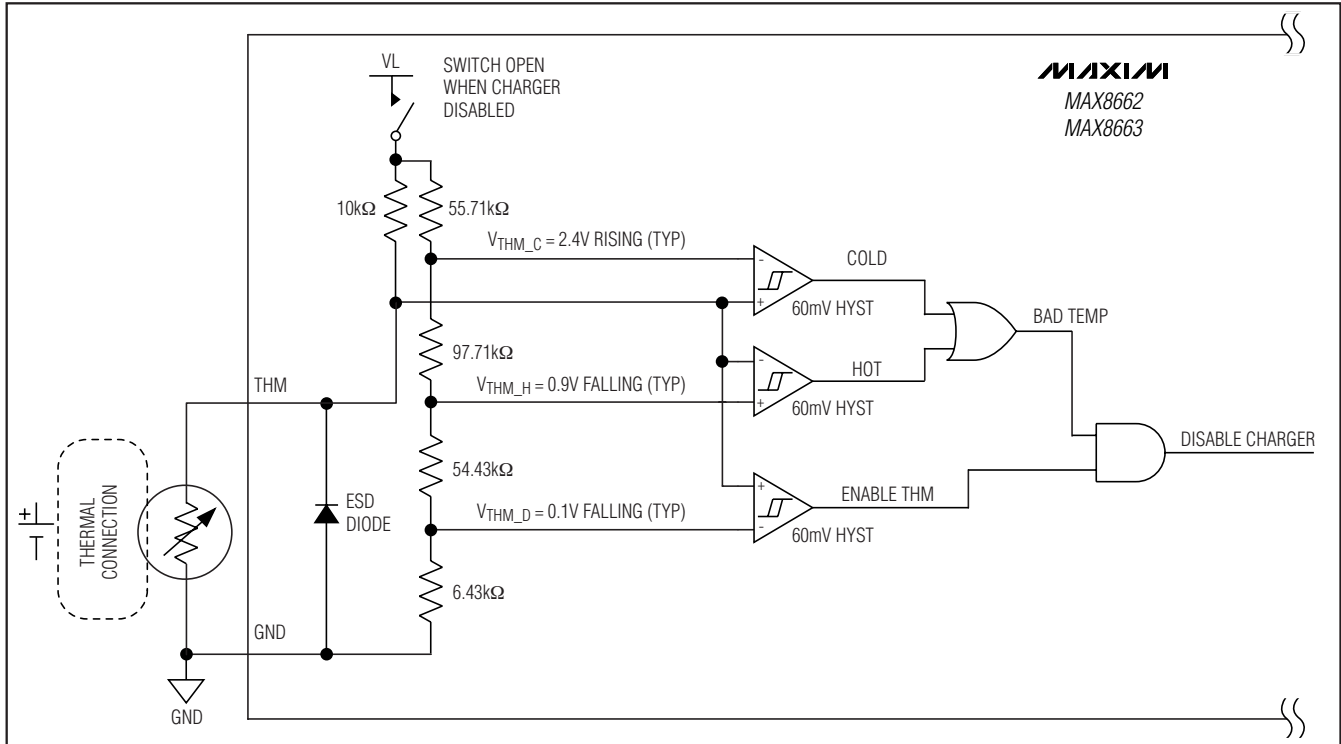 VL
SWITCH OPEN
WHEN CHARGER
DISABLED
MAXIM
MAX8662
MAX8663
10kΩ
55.71kΩ
VTHM_C = 2.4V RISING (TYP)
-
+
COLD
60mV HYST
BAD TEMP
97.71kΩ
THM
VTHM_H = 0.9V FALLING (TYP)
-
+
HOT
60mV HYST
DISABLE CHARGER
54.43kΩ
+
THERMAL
CONNECTION
ESD
DIODE
VTHM_D = 0.1V FALLING (TYP)
+
-
ENABLE THM
60mV HYST
6.43kΩ
GND
GND